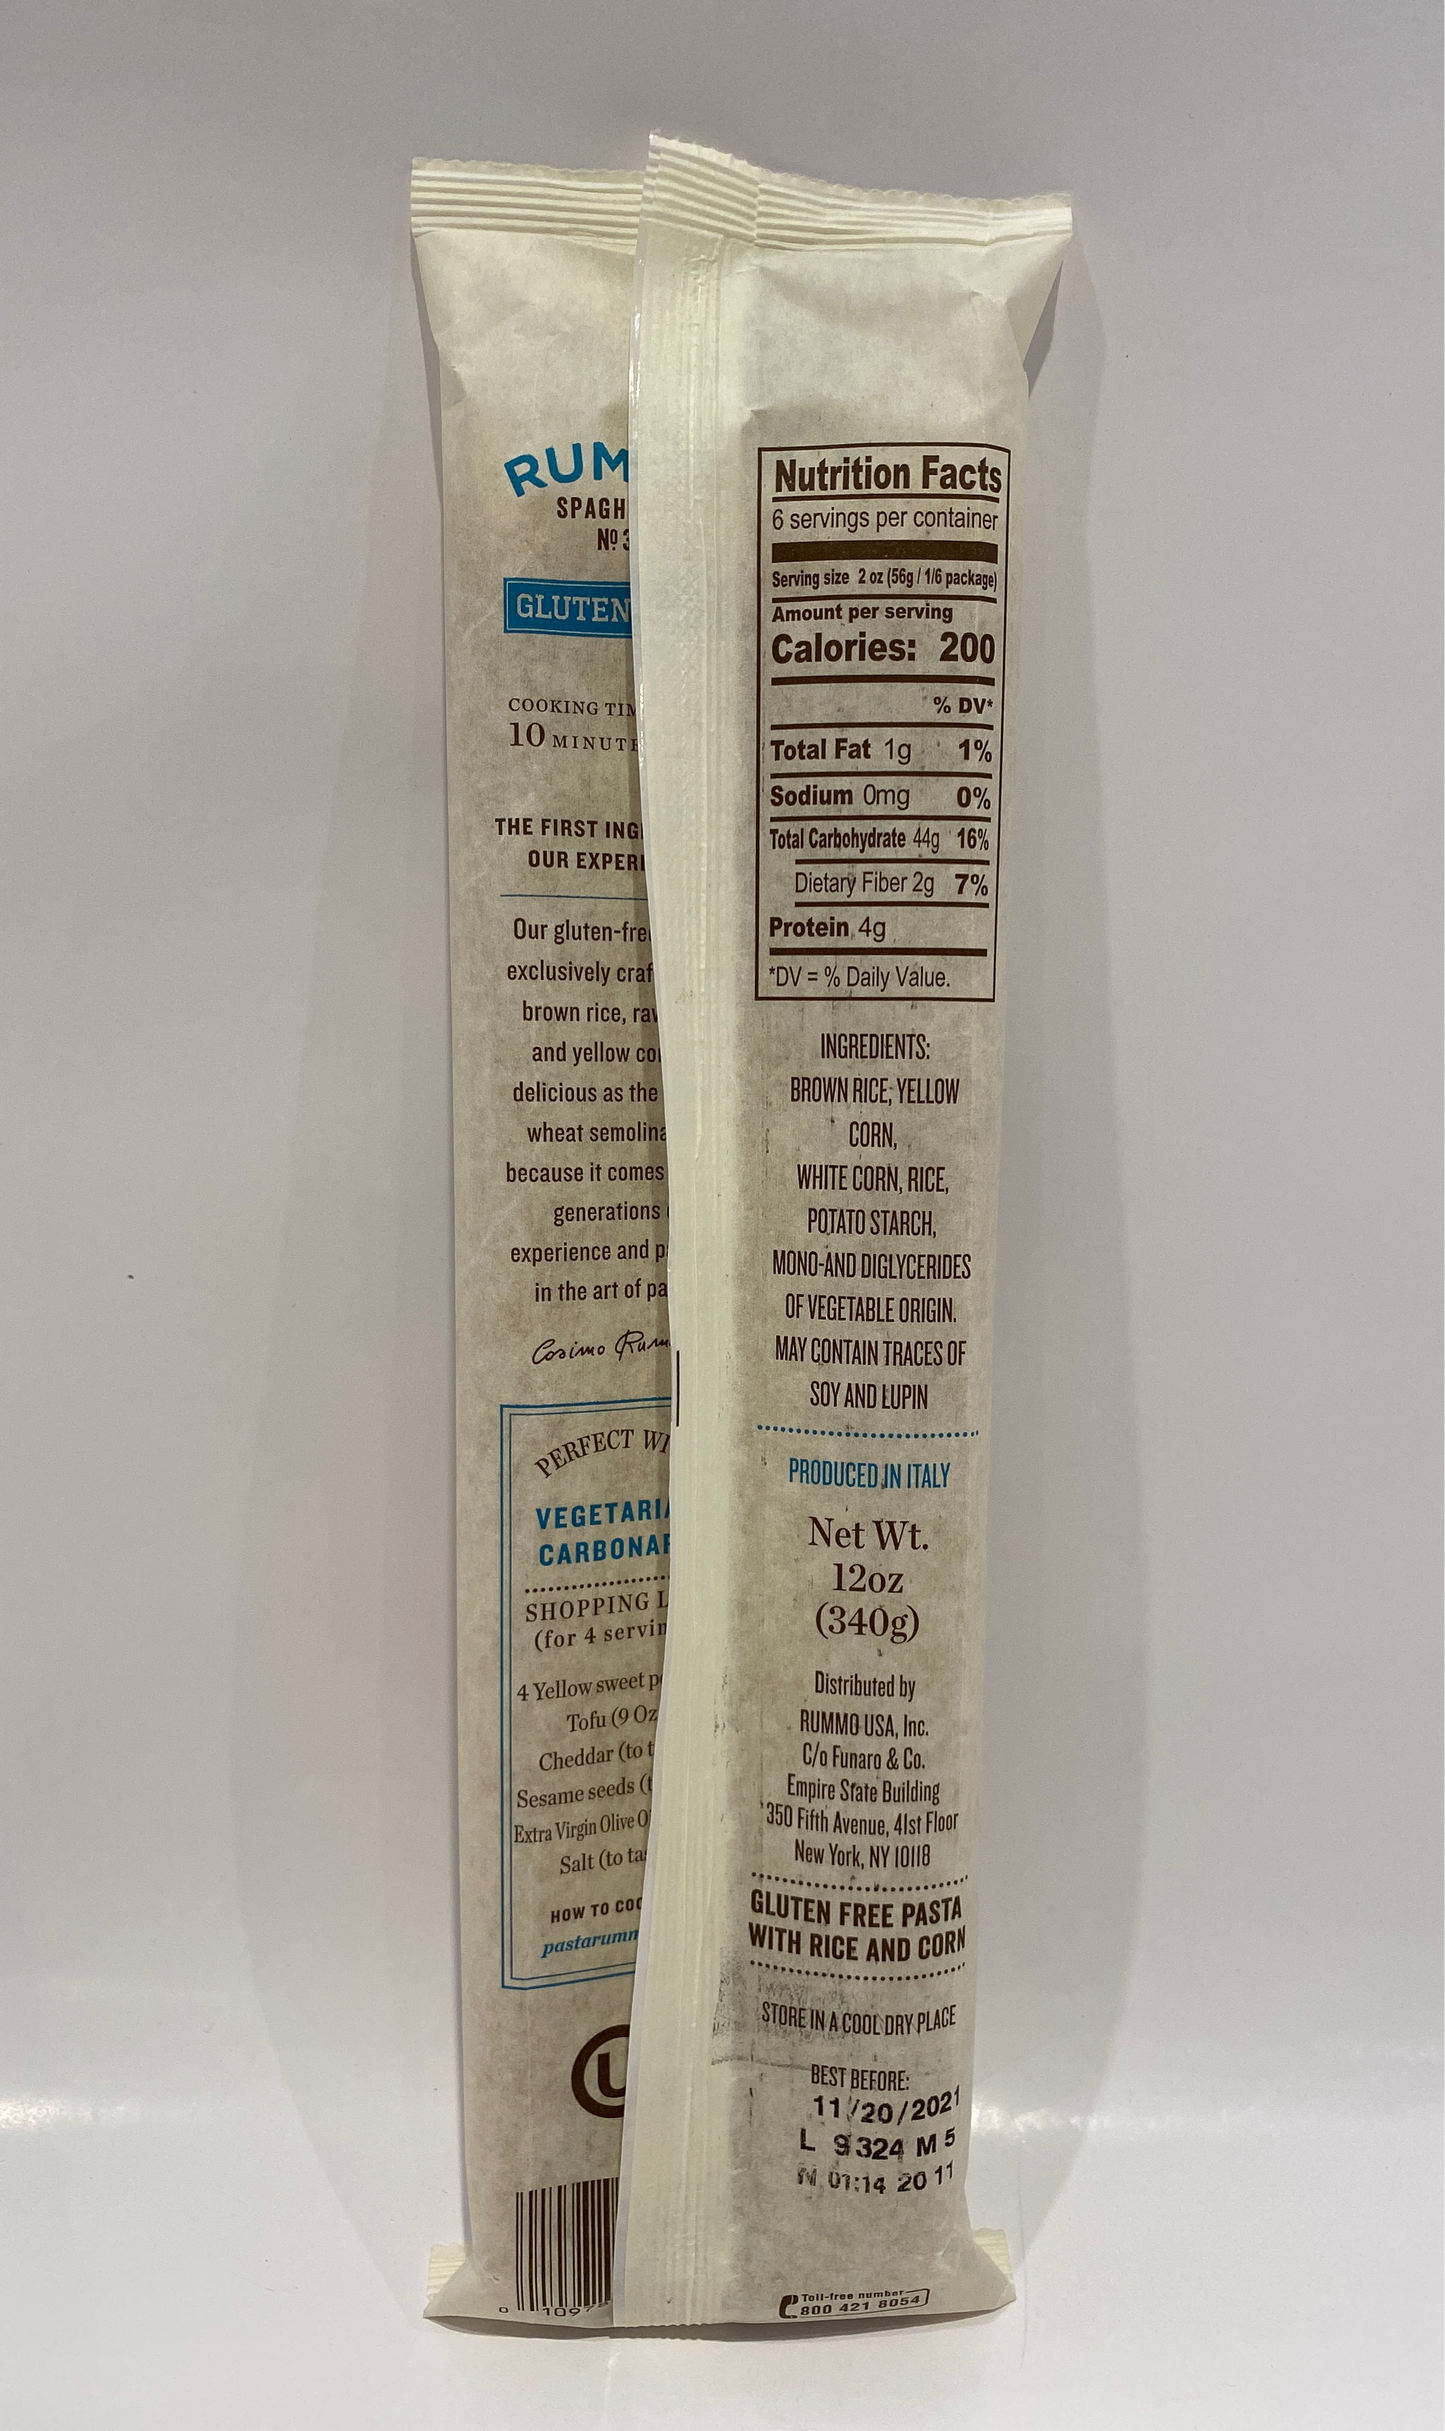 RUM
SPAGH
Nº 3
GLUTEN
COOKING TIM
10 MINUTE
THE FIRST ING
OUR EXPERI
Our gluten-fre
exclusively craf
brown rice, raw
and yellow co
delicious as the
wheat semolina
because it comes
generations
experience and p
in the art of pa
Cosimo Rum
PERFECT WI
VEGETARIA
CARBONAR
SHOPPING L
(for 4 servin
4 Yellow sweet p
Tofu (9 Oz
Cheddar (to t
Sesame seeds (t
Extra Virgin Olive O
Salt (to ta
HOW TO COO
pastarumm
U
0 1097
Nutrition Facts
6 servings per container
Serving size 2 oz (56g / 1/6 package)
Amount per serving
Calories: 200
% DV*
Total Fat 1g 1%
Sodium 0mg 0%
Total Carbohydrate 44g 16%
Dietary Fiber 2g 7%
Protein 4g
*DV = % Daily Value.
INGREDIENTS:
BROWN RICE, YELLOW
CORN,
WHITE CORN, RICE,
POTATO STARCH,
MONO-AND DIGLYCERIDES
OF VEGETABLE ORIGIN.
MAY CONTAIN TRACES OF
SOY AND LUPIN
PRODUCED IN ITALY
Net Wt.
12oz
(340g)
Distributed by
RUMMO USA, Inc.
C/o Funaro & Co.
Empire State Building
350 Fifth Avenue, 41st Floor
New York, NY 10118
GLUTEN FREE PASTA
WITH RICE AND CORN
STORE IN A COOL DRY PLACE
BEST BEFORE:
11/20/2021
L 9324 M 5
N 01:14 20 11
Toll-free number
800 421 8054